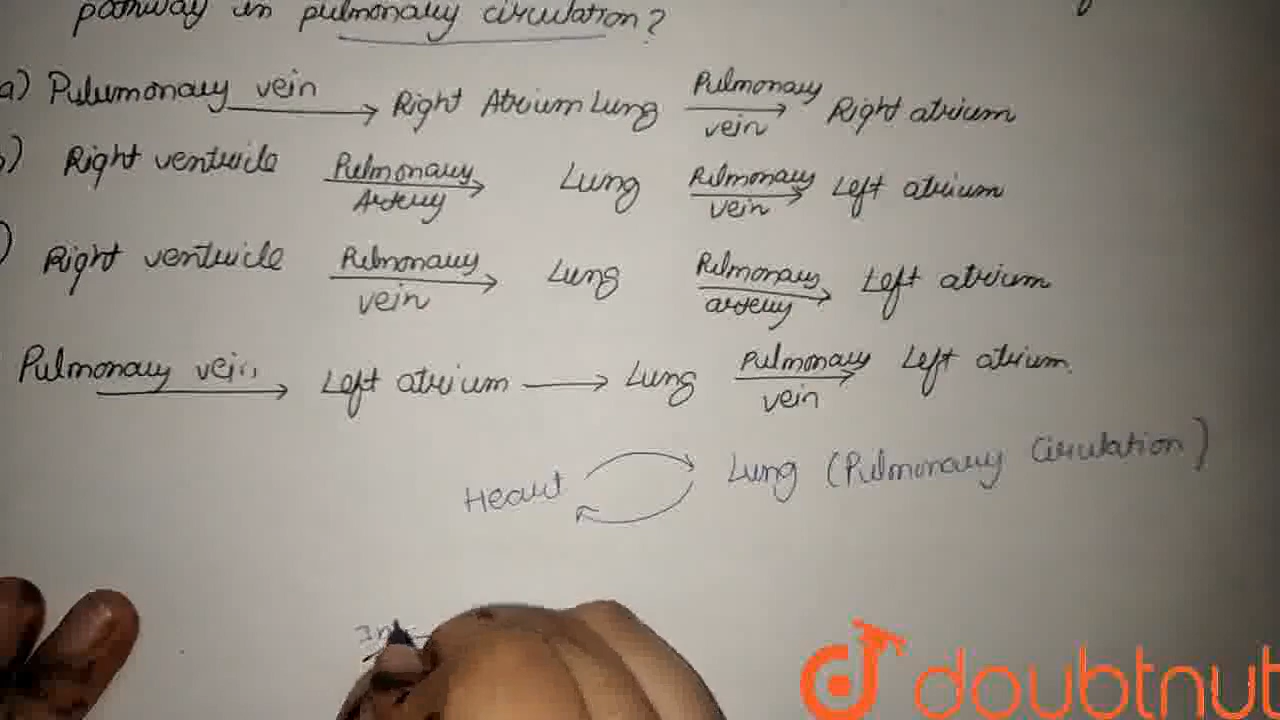 pathway in pulmonary circulation?
a) Pulumonary vein → Right Atrium Lung Pulmonary vein → Right atrium
b) Right ventricle Pulmonary Artery → Lung Pulmonary vein → Left atrium
) Right ventricle Pulmonary vein → Lung Pulmonary artery → Left atrium
Pulmonary vein → Left atrium → Lung Pulmonary vein → Left atrium.
Heart Lung (Pulmonary Circulation)
doubtnut